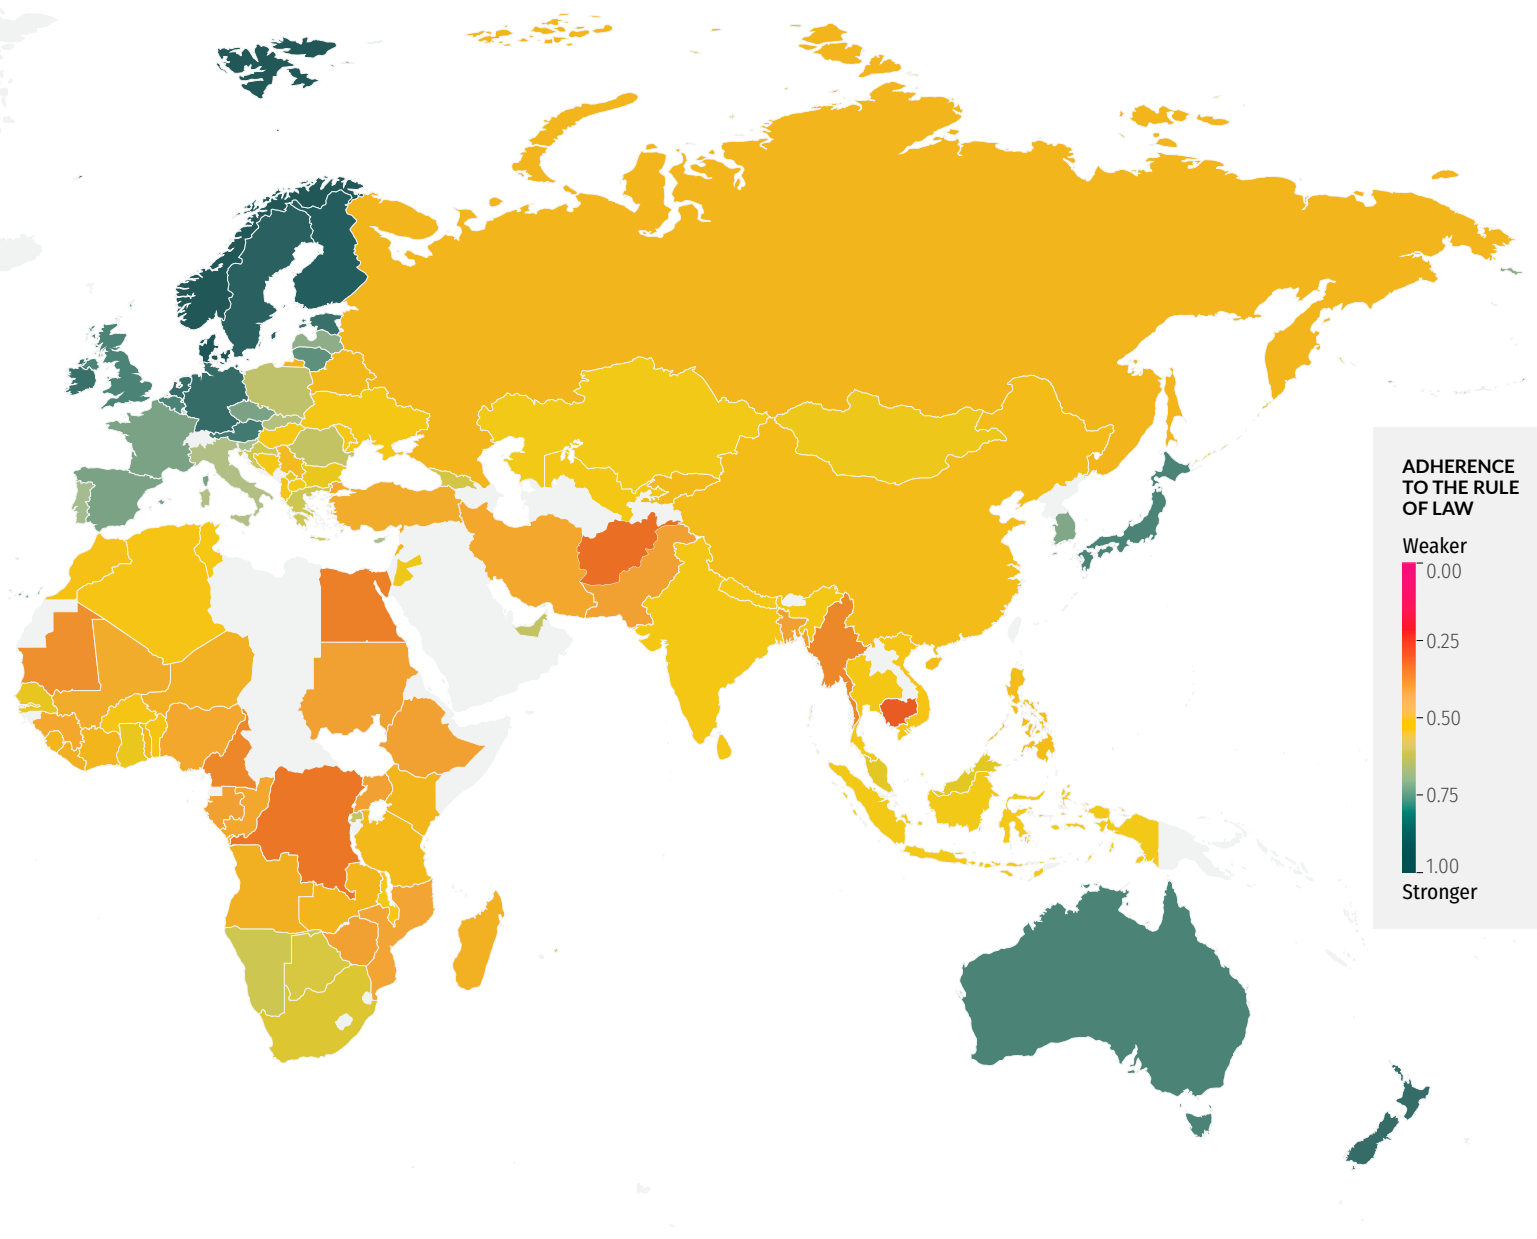 ADHERENCE
TO THE RULE
OF LAW
Weaker
0.00
0.25
0.50
0.75
1.00
Stronger